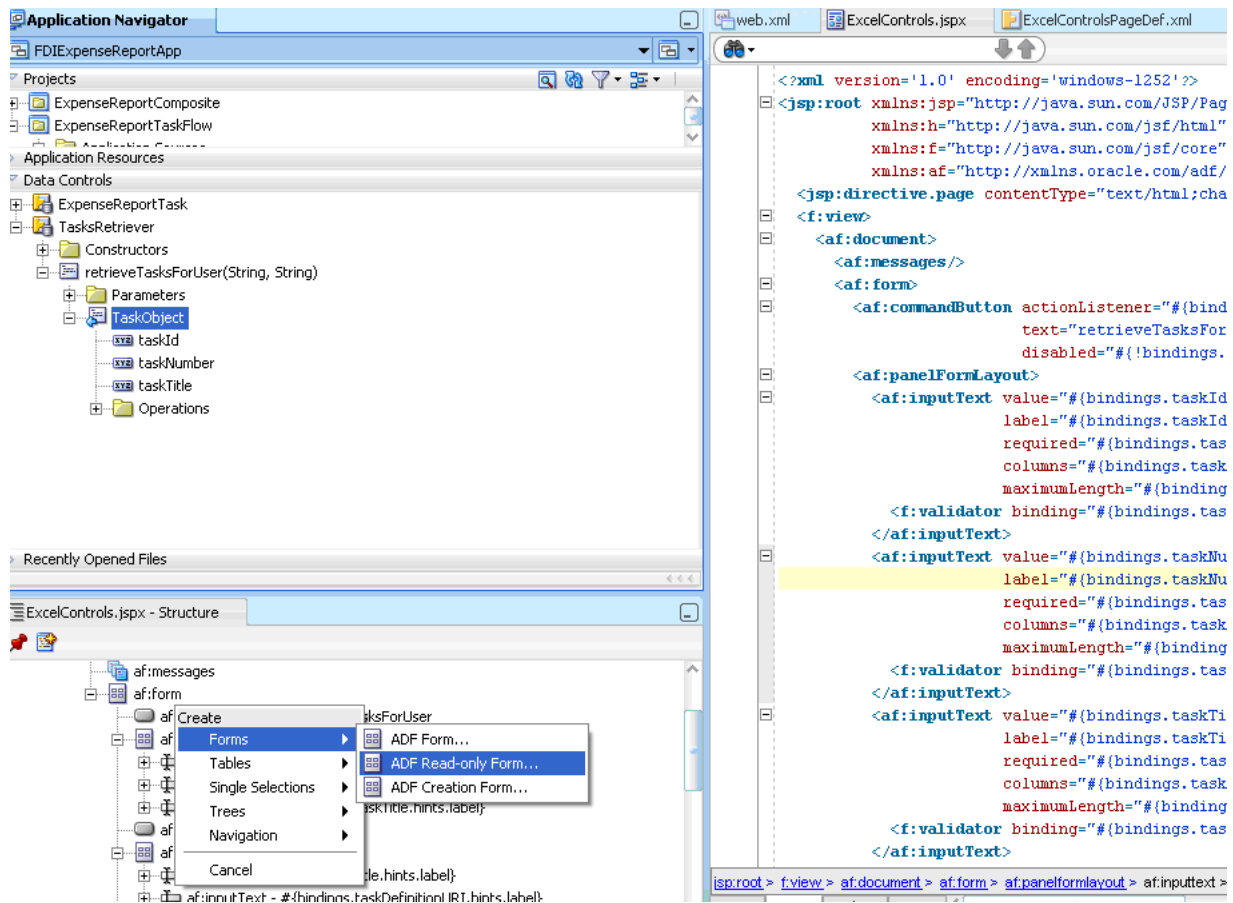 Application Navigator
FDIExpenseReportApp
Projects
ExpenseReportComposite
ExpenseReportTaskFlow
Application Sources
Application Resources
Data Controls
ExpenseReportTask
TasksRetriever
Constructors
retrieveTasksForUser(String, String)
Parameters
TaskObject
taskId
taskNumber
taskTitle
Operations
Recently Opened Files
ExcelControls.jspx - Structure
af:messages
af:form
af
sksForUser
af
askTitle.hints.label}
af
af
tle.hints.label}
af:inputText - #{bindings.taskDefinitionURI.hints.label}
Create
Forms
Tables
Single Selections
Trees
Navigation
Cancel
ADF Form...
ADF Read-only Form...
ADF Creation Form...
web.xml
ExcelControls.jspx
ExcelControlsPageDef.xml
<?xml version='1.0' encoding='windows-1252'?>
<jsp:root xmlns:jsp="http://java.sun.com/JSP/Pag
xmlns:h="http://java.sun.com/jsf/html"
xmlns:f="http://java.sun.com/jsf/core"
xmlns:af="http://xmlns.oracle.com/adf/
<jsp:directive.page contentType="text/html;cha
<f:view>
<af:document>
<af:messages/>
<af:form>
<af:commandButton actionListener="#{bind
text="retrieveTasksFor
disabled="#{!bindings.
<af:panelFormLayout>
<af:inputText value="#{bindings.taskId
label="#{bindings.taskId
required="#{bindings.tas
columns="#{bindings.task
maximumLength="#{binding
<f:validator binding="#{bindings.tas
</af:inputText>
<af:inputText value="#{bindings.taskNu
label="#{bindings.taskNu
required="#{bindings.tas
columns="#{bindings.task
maximumLength="#{binding
<f:validator binding="#{bindings.tas
</af:inputText>
<af:inputText value="#{bindings.taskTi
label="#{bindings.taskTi
required="#{bindings.tas
columns="#{bindings.task
maximumLength="#{binding
<f:validator binding="#{bindings.tas
</af:inputText>
jsp:root > f:view > af:document > af:form > af:panelformlayout > af:inputtext >